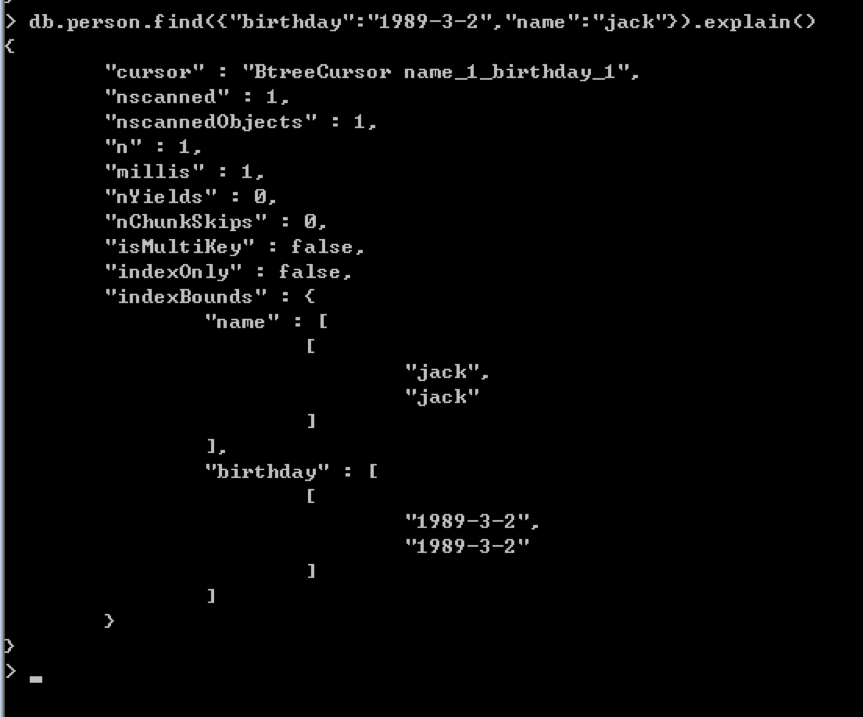 > db.person.find({"birthday":"1989-3-2","name":"jack"}).explain()
{
        "cursor" : "BtreeCursor name_1_birthday_1",
        "nscanned" : 1,
        "nscannedObjects" : 1,
        "n" : 1,
        "millis" : 1,
        "nYields" : 0,
        "nChunkSkips" : 0,
        "isMultiKey" : false,
        "indexOnly" : false,
        "indexBounds" : {
                "name" : [
                        [
                                "jack",
                                "jack"
                        ]
                ],
                "birthday" : [
                        [
                                "1989-3-2",
                                "1989-3-2"
                        ]
                ]
        }
}
> _